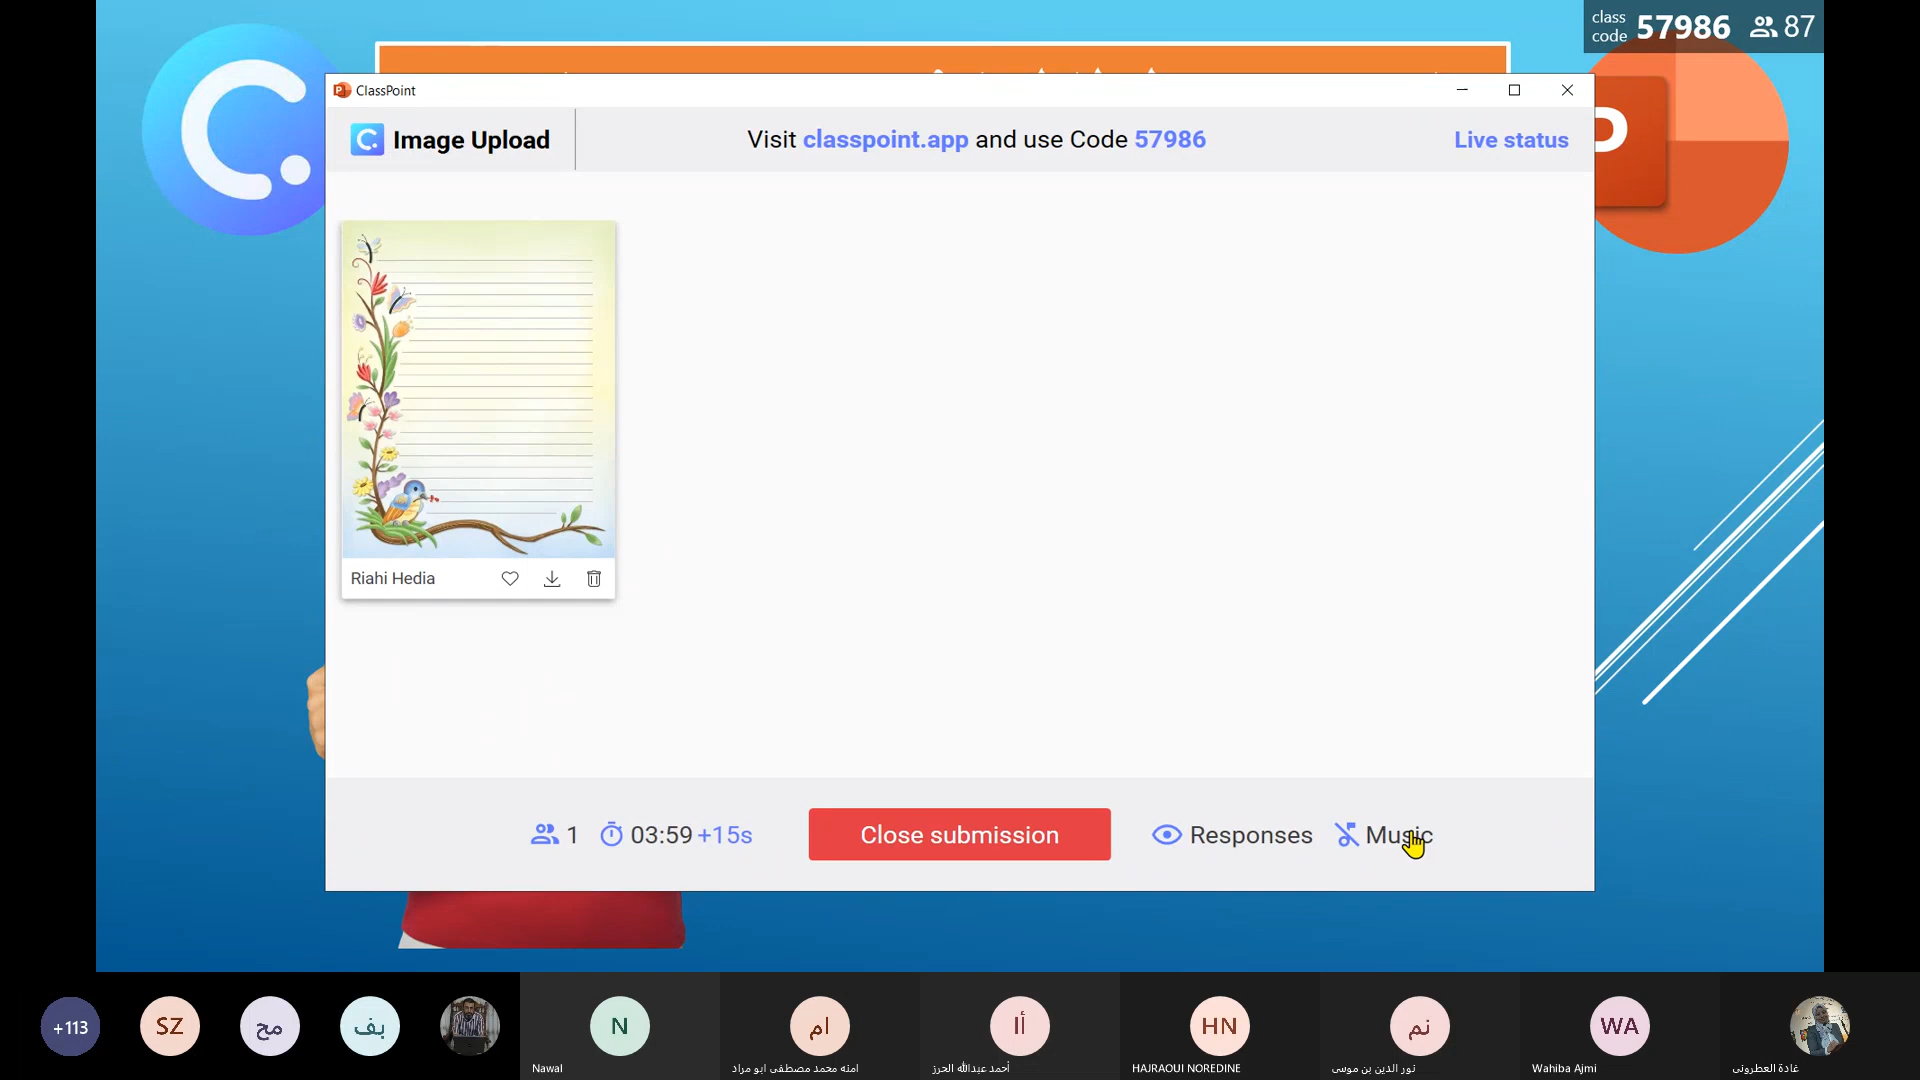 class
code 57986 87
ClassPoint
Image Upload
Visit classpoint.app and use Code 57986
Live status
Riahi Hedia
1 03:59 +15s
Close submission
Responses
Music
+113
SZ
مح
بف
N
ام
أا
HN
نم
WA
Nawal
امنه محمد مصطفى ابو مراد
أحمد عبدالله الحرز
HAJRAOUI NOREDINE
نور الدين بن موسى
Wahiba Ajmi
غادة العطرونى